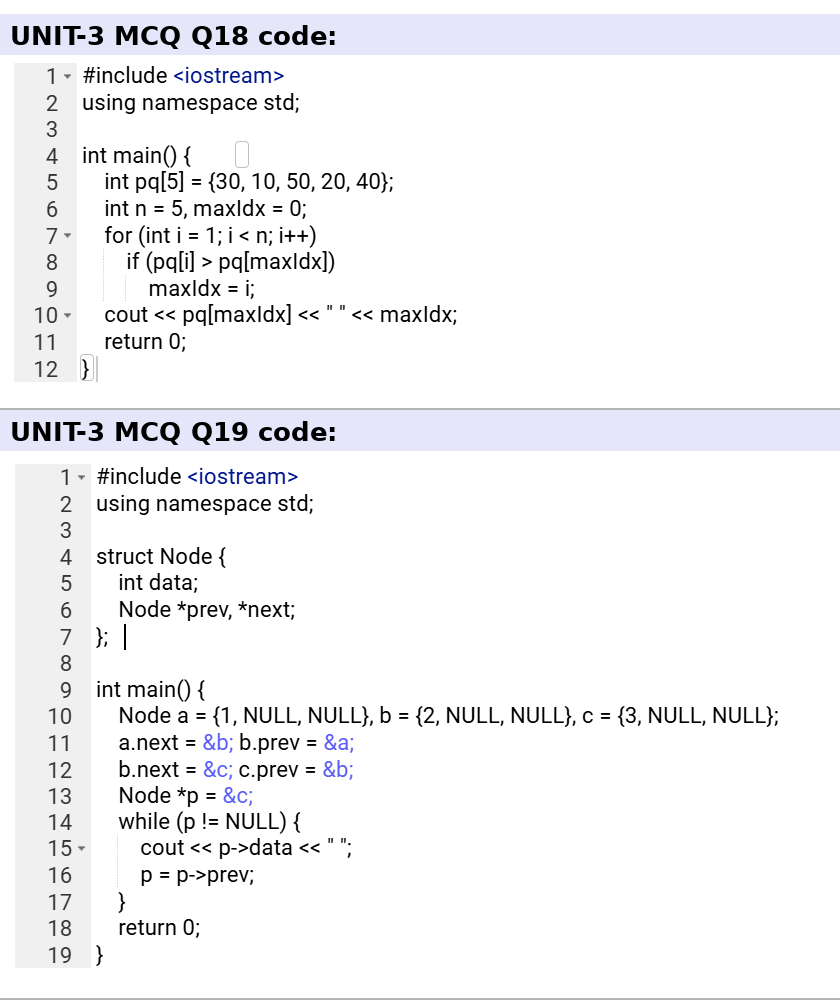 UNIT-3 MCQ Q18 code:
1 #include <iostream>
2 using namespace std;
3
4 int main() {
5 int pq[5] = {30, 10, 50, 20, 40};
6 int n = 5, maxIdx = 0;
7 for (int i = 1; i < n; i++)
8 if (pq[i] > pq[maxIdx])
9 maxIdx = i;
10 cout << pq[maxIdx] << " " << maxIdx;
11 return 0;
12 }
UNIT-3 MCQ Q19 code:
1 #include <iostream>
2 using namespace std;
3
4 struct Node {
5 int data;
6 Node *prev, *next;
7 };
8
9 int main() {
10 Node a = {1, NULL, NULL}, b = {2, NULL, NULL}, c = {3, NULL, NULL};
11 a.next = &b; b.prev = &a;
12 b.next = &c; c.prev = &b;
13 Node *p = &c;
14 while (p != NULL) {
15 cout << p->data << " ";
16 p = p->prev;
17 }
18 return 0;
19 }